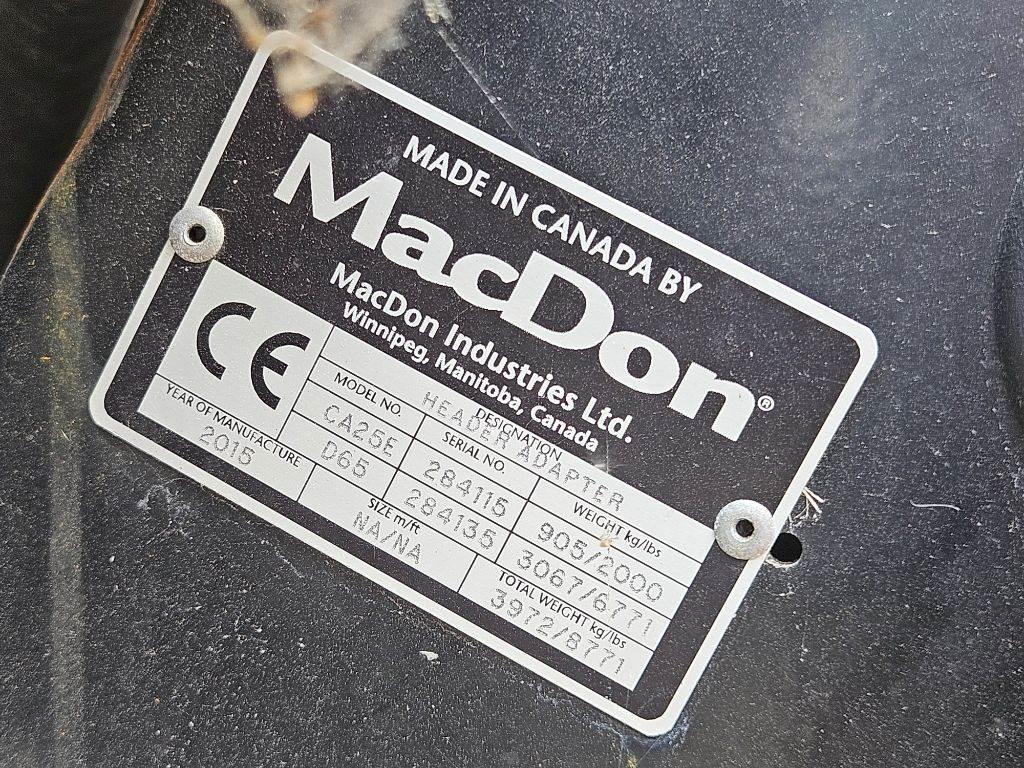 MADE IN CANADA BY
MacDon®
MacDon Industries Ltd.
Winnipeg, Manitoba, Canada
CE
DESIGNATION
HEADER ADAPTER
MODEL NO. SERIAL NO. WEIGHT kg/lbs
CA25E 284115 905/2000
D65 284135 3067/6771
YEAR OF MANUFACTURE SIZE m/ft TOTAL WEIGHT kg/lbs
2015 NA/NA 3972/8771